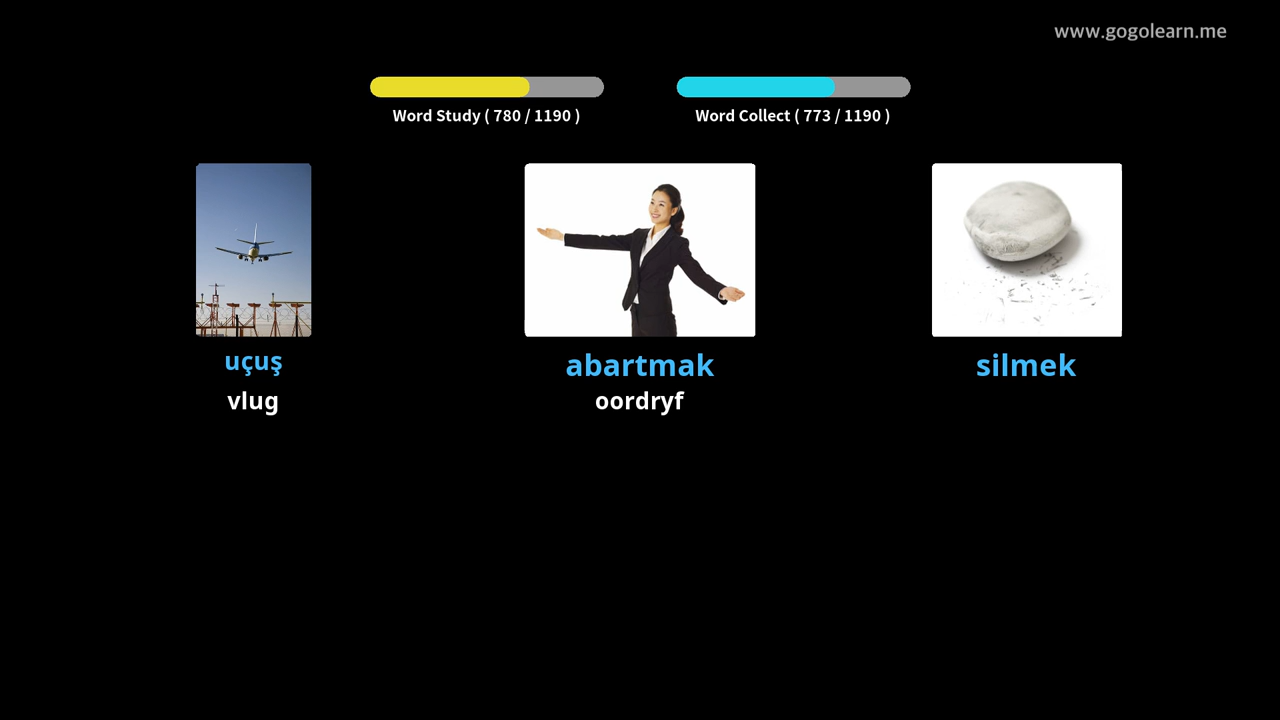 www.gogolearn.me
Word Study ( 780 / 1190 )
Word Collect ( 773 / 1190 )
uçuş
vlug
abartmak
oordryf
silmek